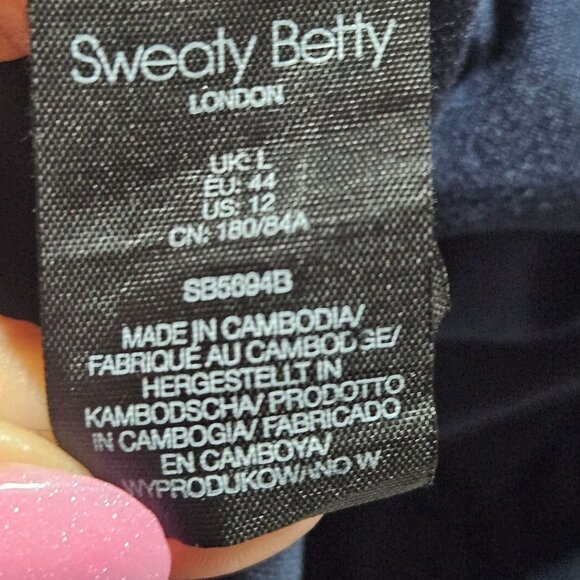 Sweaty Betty
LONDON
UK: L
EU: 44
US: 12
CN: 180/84A
SB5694B
MADE IN CAMBODIA/
FABRIQUÉ AU CAMBODGE/
HERGESTELLT IN
KAMBODSCHA/ PRODOTTO
IN CAMBOGIA/ FABRICADO
EN CAMBOYA/
WYPRODUKOWANO W